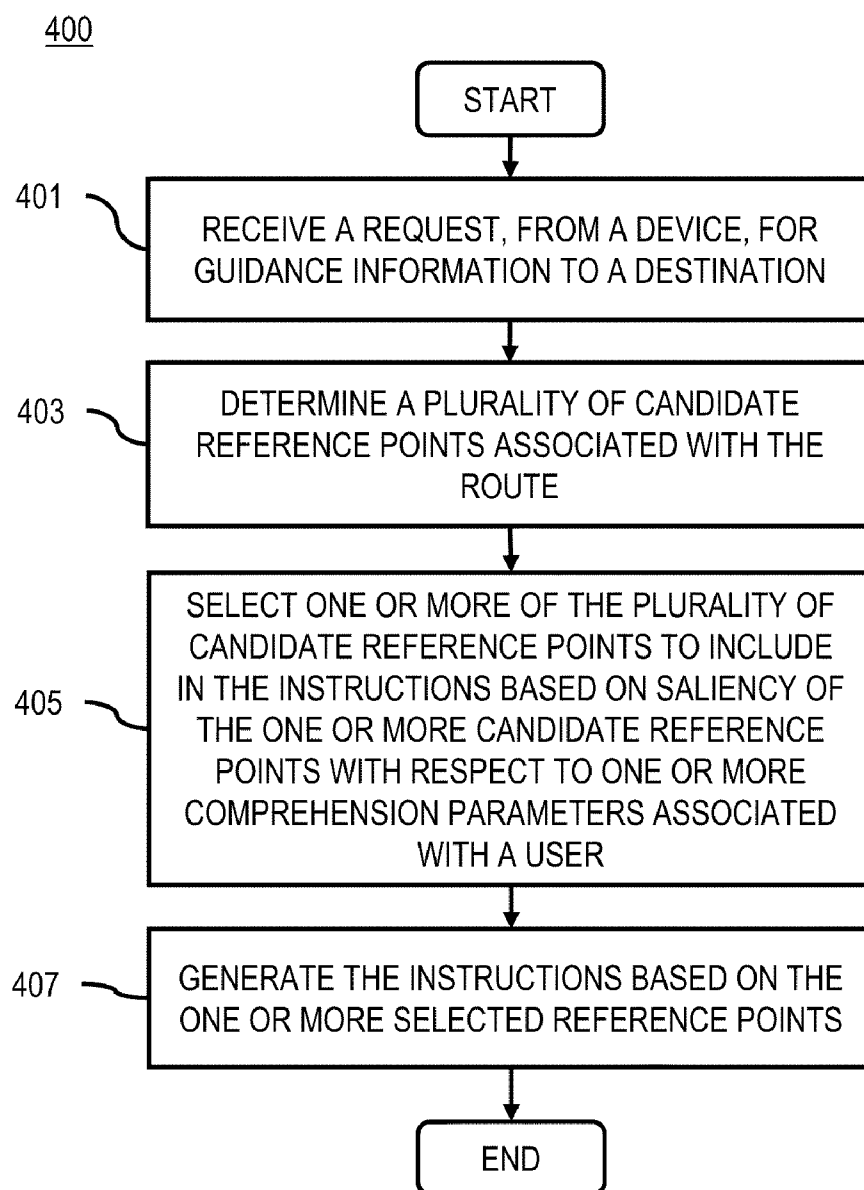 400
START
401
RECEIVE A REQUEST, FROM A DEVICE, FOR
GUIDANCE INFORMATION TO A DESTINATION
403
DETERMINE A PLURALITY OF CANDIDATE
REFERENCE POINTS ASSOCIATED WITH THE
ROUTE
405
SELECT ONE OR MORE OF THE PLURALITY OF
CANDIDATE REFERENCE POINTS TO INCLUDE
IN THE INSTRUCTIONS BASED ON SALIENCY OF
THE ONE OR MORE CANDIDATE REFERENCE
POINTS WITH RESPECT TO ONE OR MORE
COMPREHENSION PARAMETERS ASSOCIATED
WITH A USER
407
GENERATE THE INSTRUCTIONS BASED ON THE
ONE OR MORE SELECTED REFERENCE POINTS
END